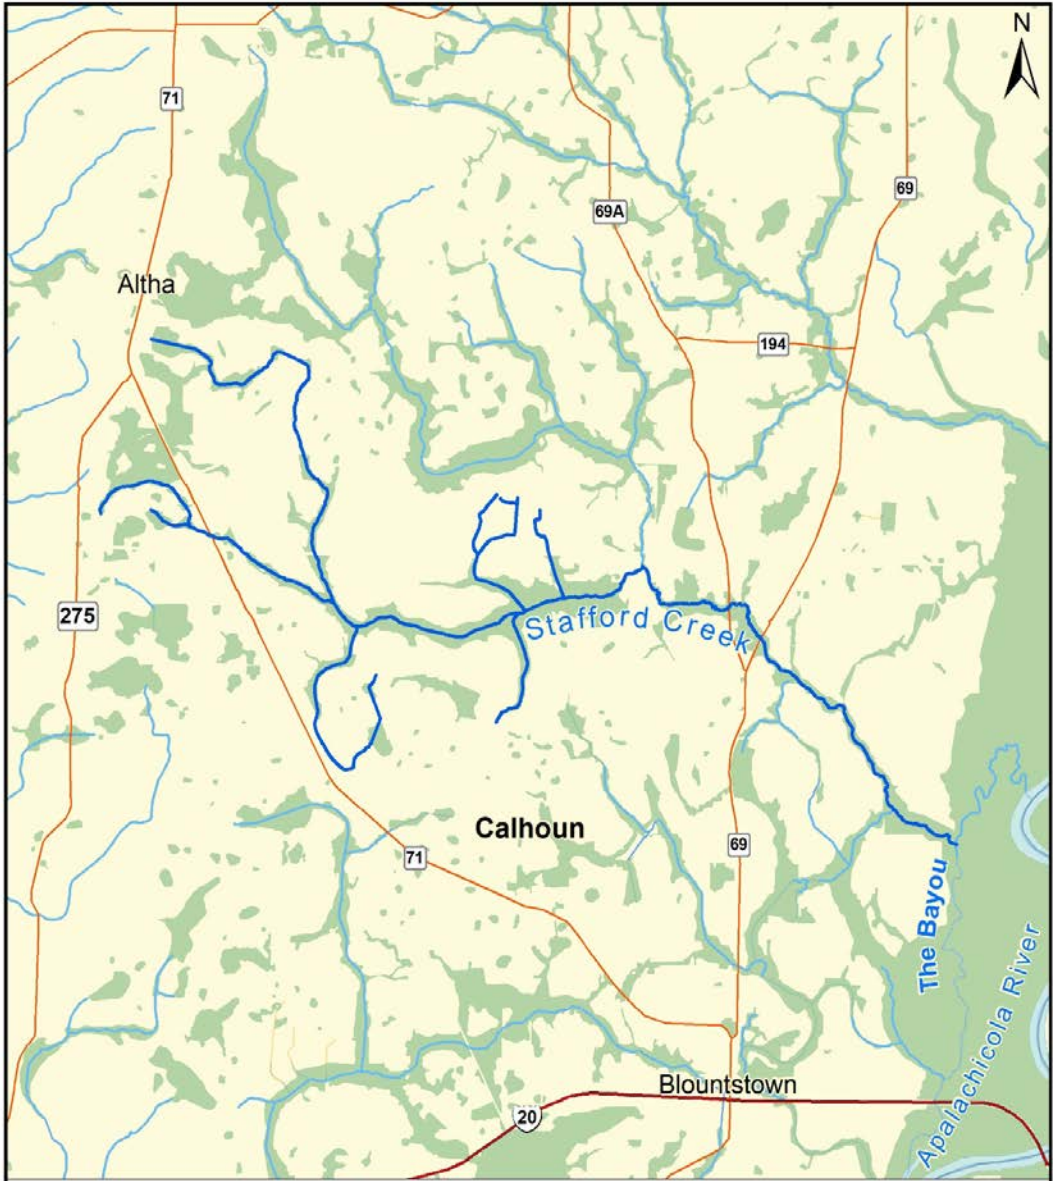 N
71
69
69A
Altha
194
275
Stafford Creek
Calhoun
71
69
The Bayou
Apalachicola River
Blountstown
20